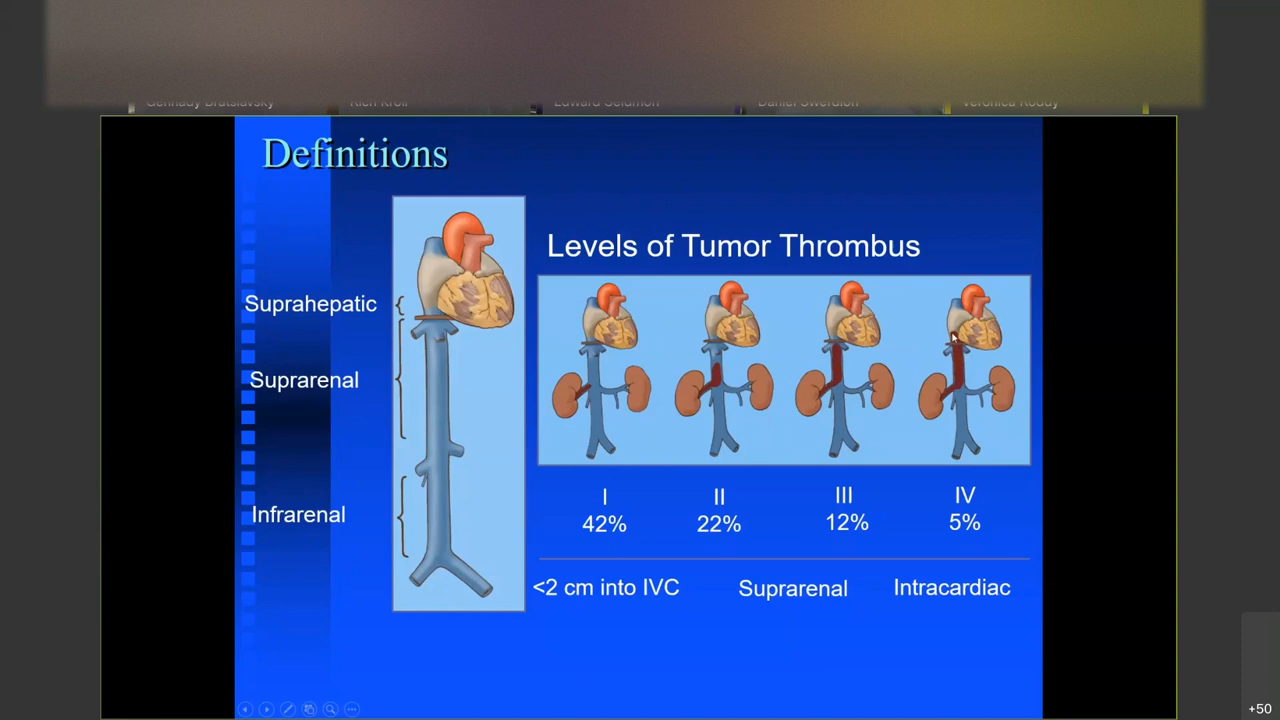 Definitions
Levels of Tumor Thrombus
Suprahepatic
Suprarenal
Infrarenal
I II III IV
42% 22% 12% 5%
<2 cm into IVC Suprarenal Intracardiac
+50